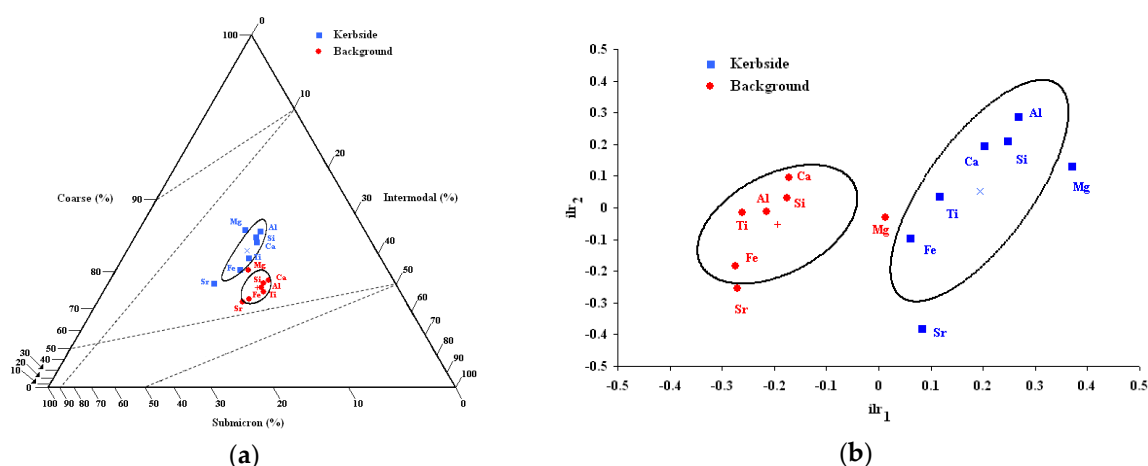 0
100
Kerbside
Background
10
20
30
Coarse (%)
90
Intermodal (%)
40
Mg
Al
Si
Ca
Ti
Fe
Mg
80
50
Sr
Si
Ca
Al
Fe
Ti
Sr
60
70
70
60
80
50
90
40
30
20
10
0
100
100
90
80
70
60
50
40
30
20
10
0
Submicron (%)
(a)
0.5
Kerbside
0.4
Background
0.3
Al
0.2
Ca
Si
0.1
Ca
Mg
ilr2
0
Al
Si
Ti
Ti
Mg
-0.1
Fe
Fe
-0.2
-0.3
Sr
-0.4
Sr
-0.5
-0.5
-0.4
-0.3
-0.2
-0.1
0
0.1
0.2
0.3
0.4
0.5
ilr1
(b)